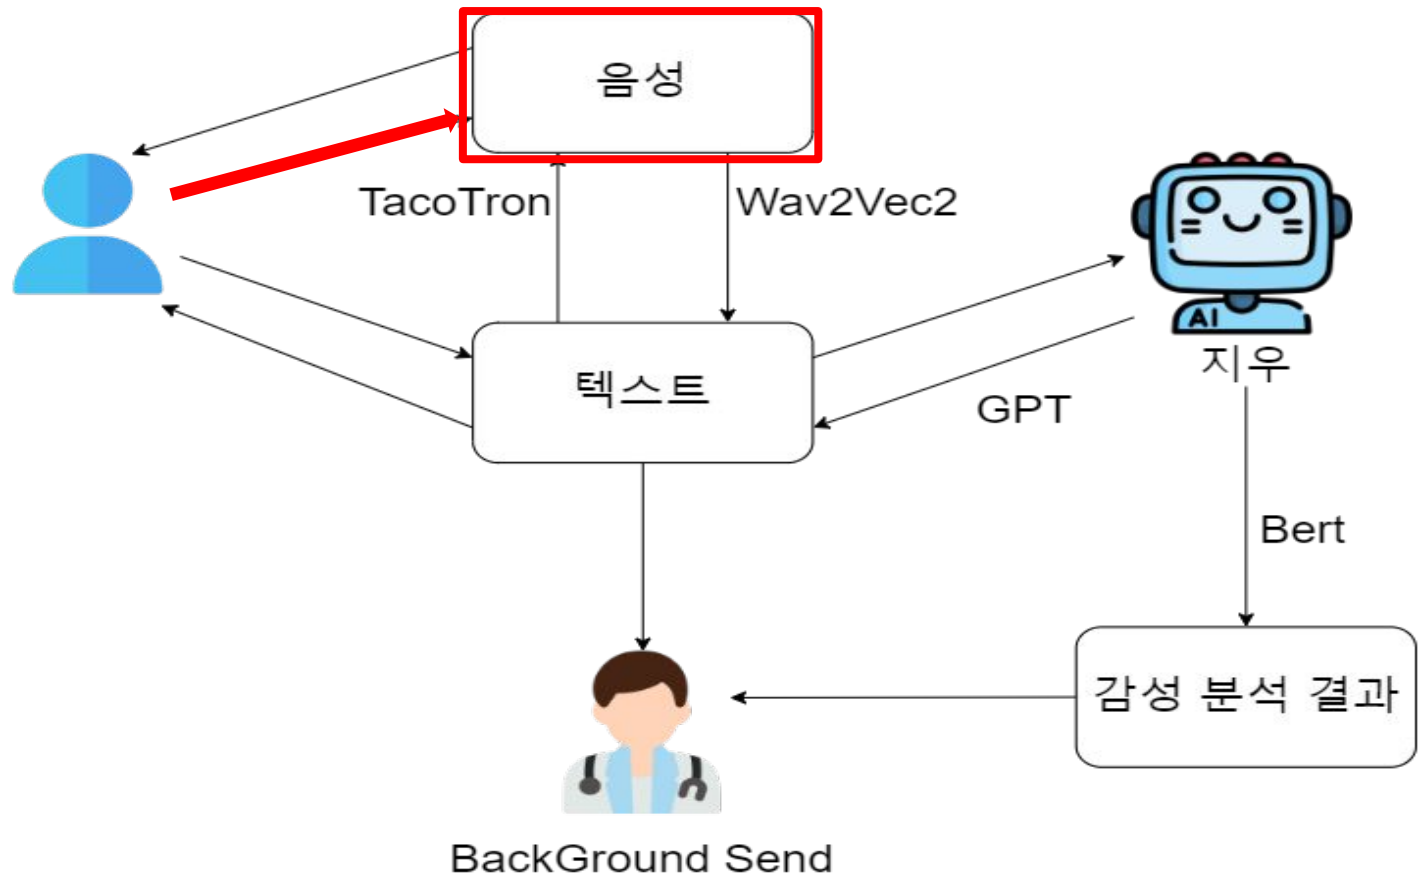 음성
TacoTron
Wav2Vec2
AI
지우
텍스트
GPT
Bert
감성 분석 결과
BackGround Send